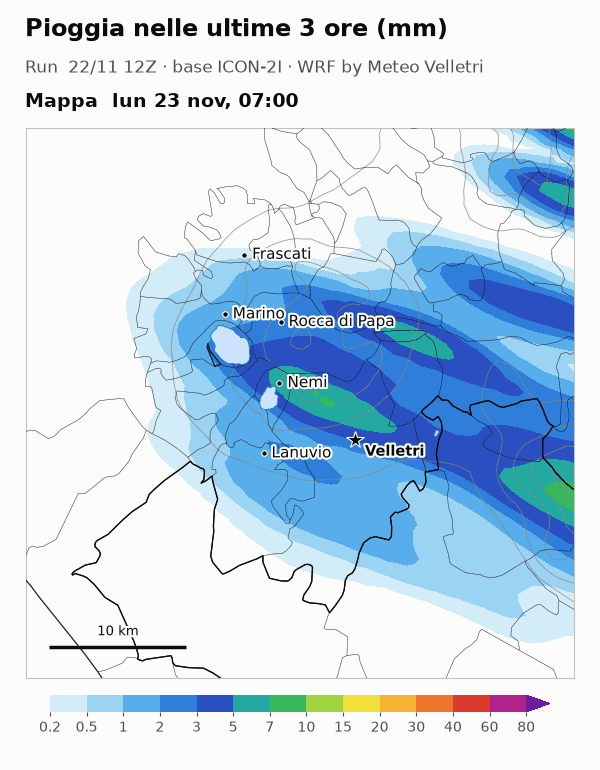 Pioggia nelle ultime 3 ore (mm)
Run  22/11 12Z · base ICON-2I · WRF by Meteo Velletri
Mappa  lun 23 nov, 07:00
Frascati
Marino
Rocca di Papa
Nemi
Velletri
Lanuvio
10 km
0.2 0.5 1 2 3 5 7 10 15 20 30 40 60 80